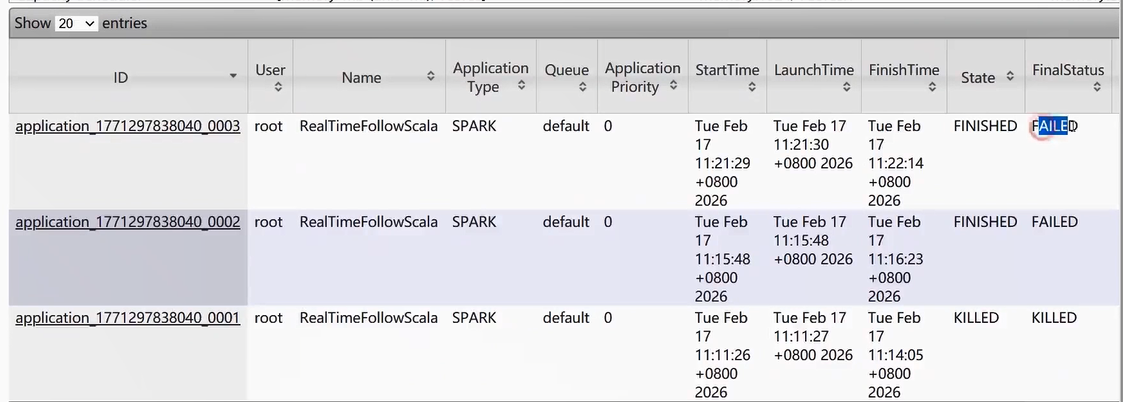 Show 20 entries
ID User Name Application Type Queue Application Priority StartTime LaunchTime FinishTime State FinalStatus
application_1771297838040_0003 root RealTimeFollowScala SPARK default 0 Tue Feb 17 11:21:29 +0800 2026 Tue Feb 17 11:21:30 +0800 2026 Tue Feb 17 11:22:14 +0800 2026 FINISHED FAILED
application_1771297838040_0002 root RealTimeFollowScala SPARK default 0 Tue Feb 17 11:15:48 +0800 2026 Tue Feb 17 11:15:48 +0800 2026 Tue Feb 17 11:16:23 +0800 2026 FINISHED FAILED
application_1771297838040_0001 root RealTimeFollowScala SPARK default 0 Tue Feb 17 11:11:26 +0800 2026 Tue Feb 17 11:11:27 +0800 2026 Tue Feb 17 11:14:05 +0800 2026 KILLED KILLED